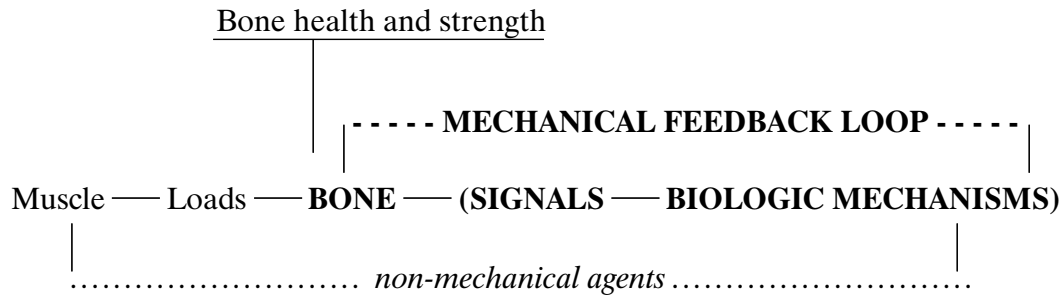 Bone health and strength
- - - - - MECHANICAL FEEDBACK LOOP - - - - -
Muscle — Loads — BONE — (SIGNALS — BIOLOGIC MECHANISMS)
........................... non-mechanical agents ............................